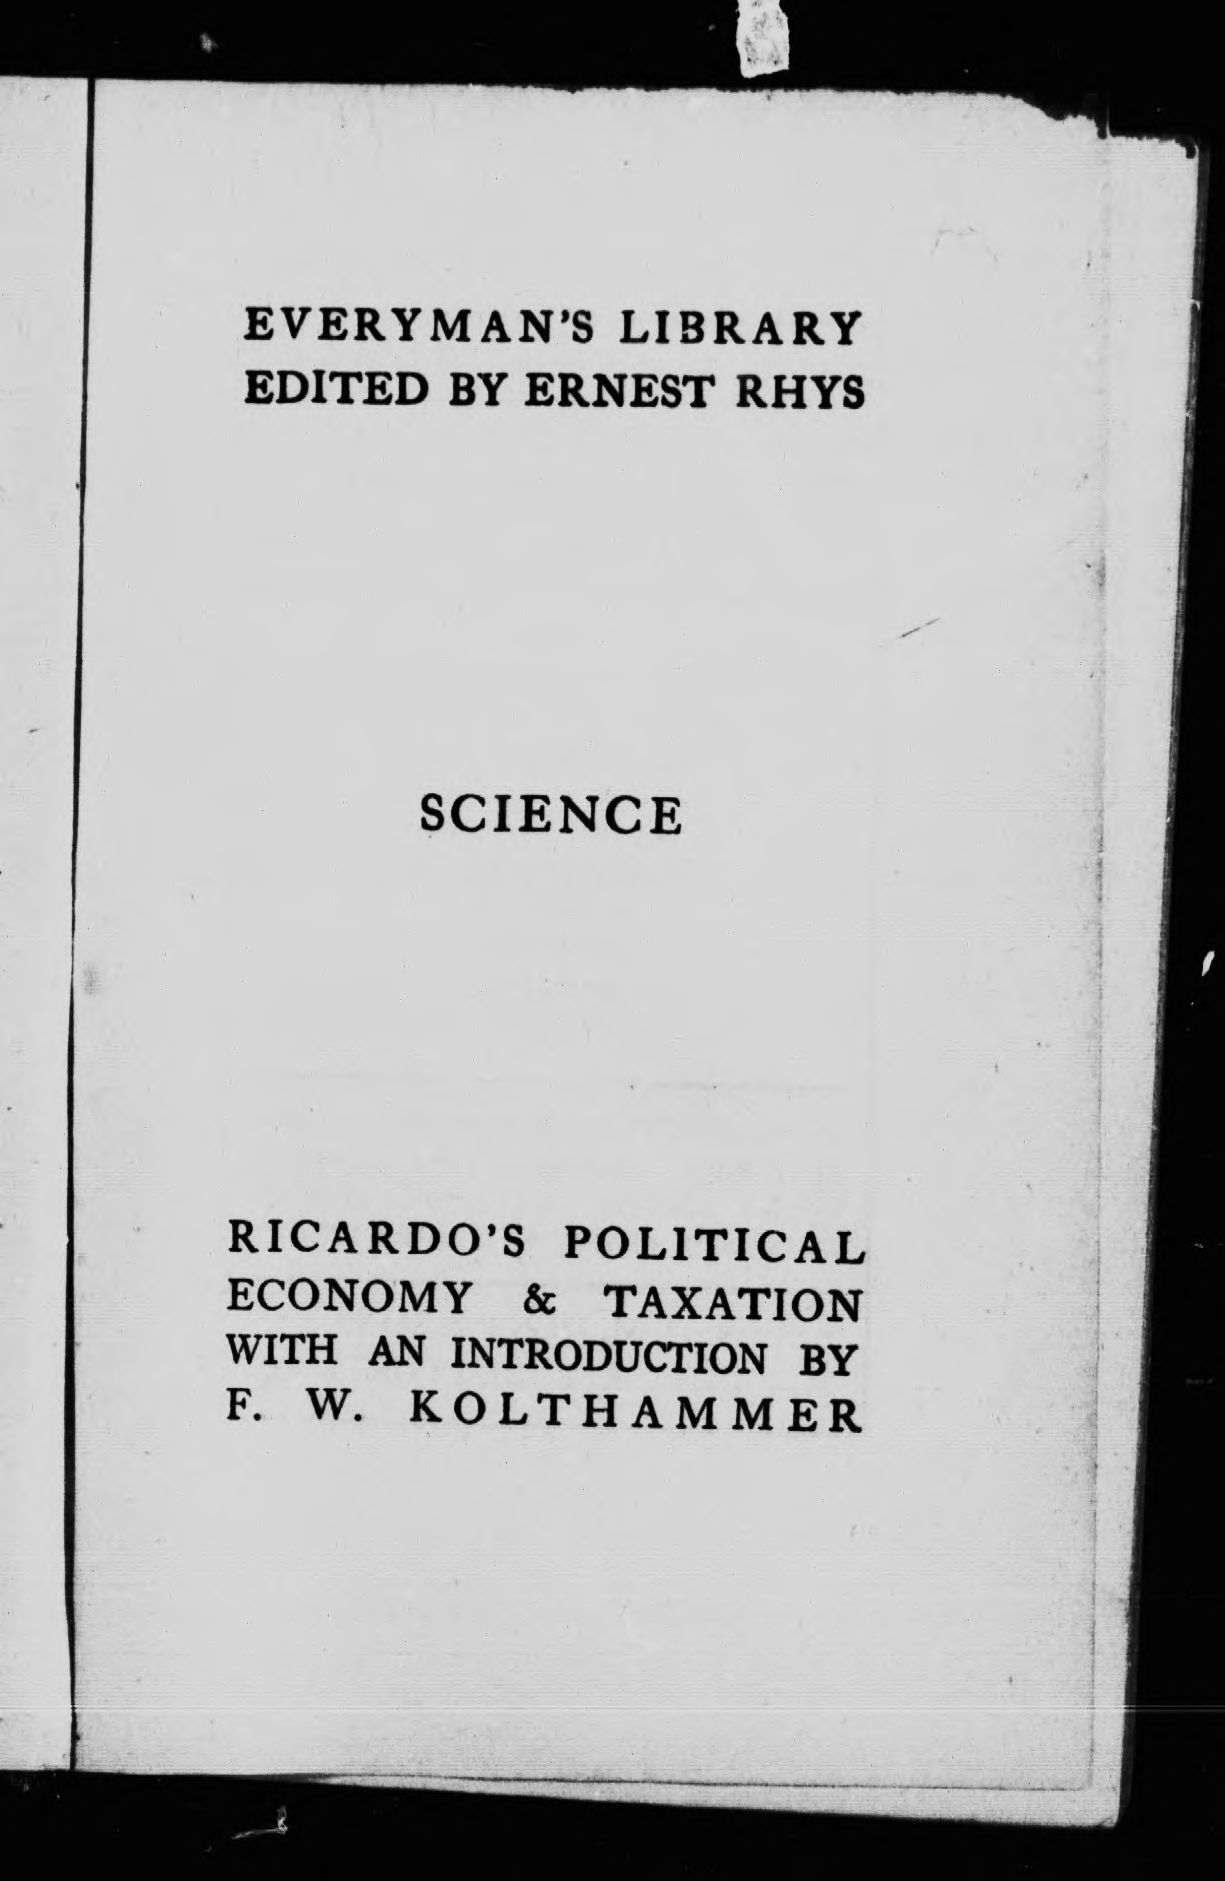 EVERYMAN'S LIBRARY
EDITED BY ERNEST RHYS
SCIENCE
RICARDO'S POLITICAL
ECONOMY & TAXATION
WITH AN INTRODUCTION BY
F. W. KOLTHAMMER